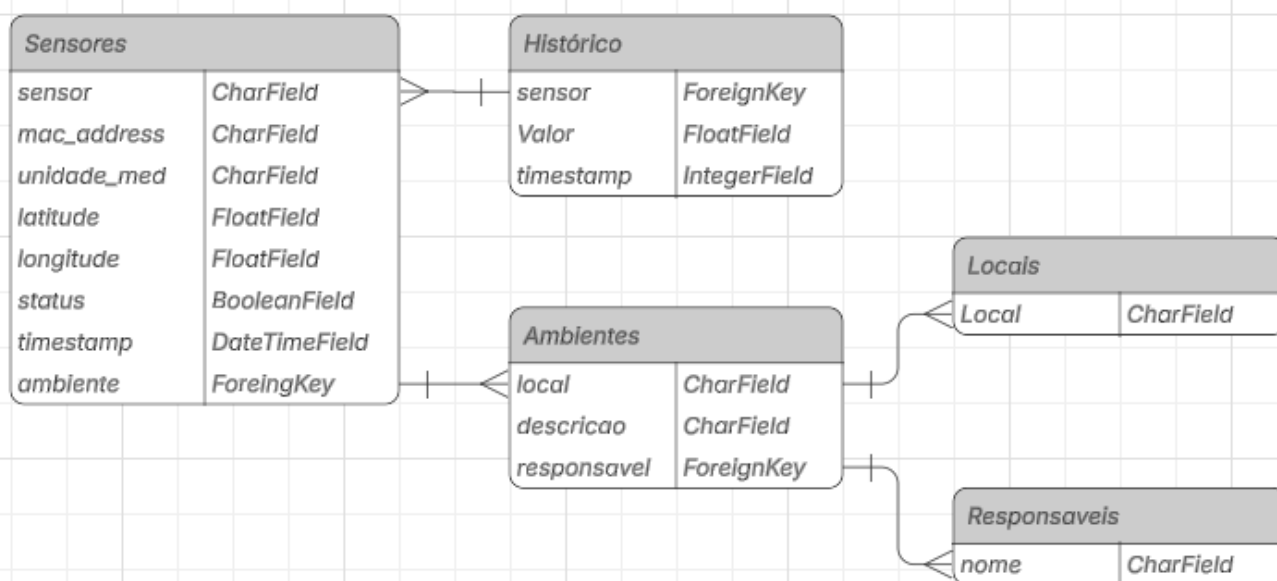 Sensores
sensor CharField
mac_address CharField
unidade_med CharField
latitude FloatField
longitude FloatField
status BooleanField
timestamp DateTimeField
ambiente ForeingKey
Histórico
sensor ForeignKey
Valor FloatField
timestamp IntegerField
Ambientes
local CharField
descricao CharField
responsavel ForeignKey
Locais
Local CharField
Responsaveis
nome CharField